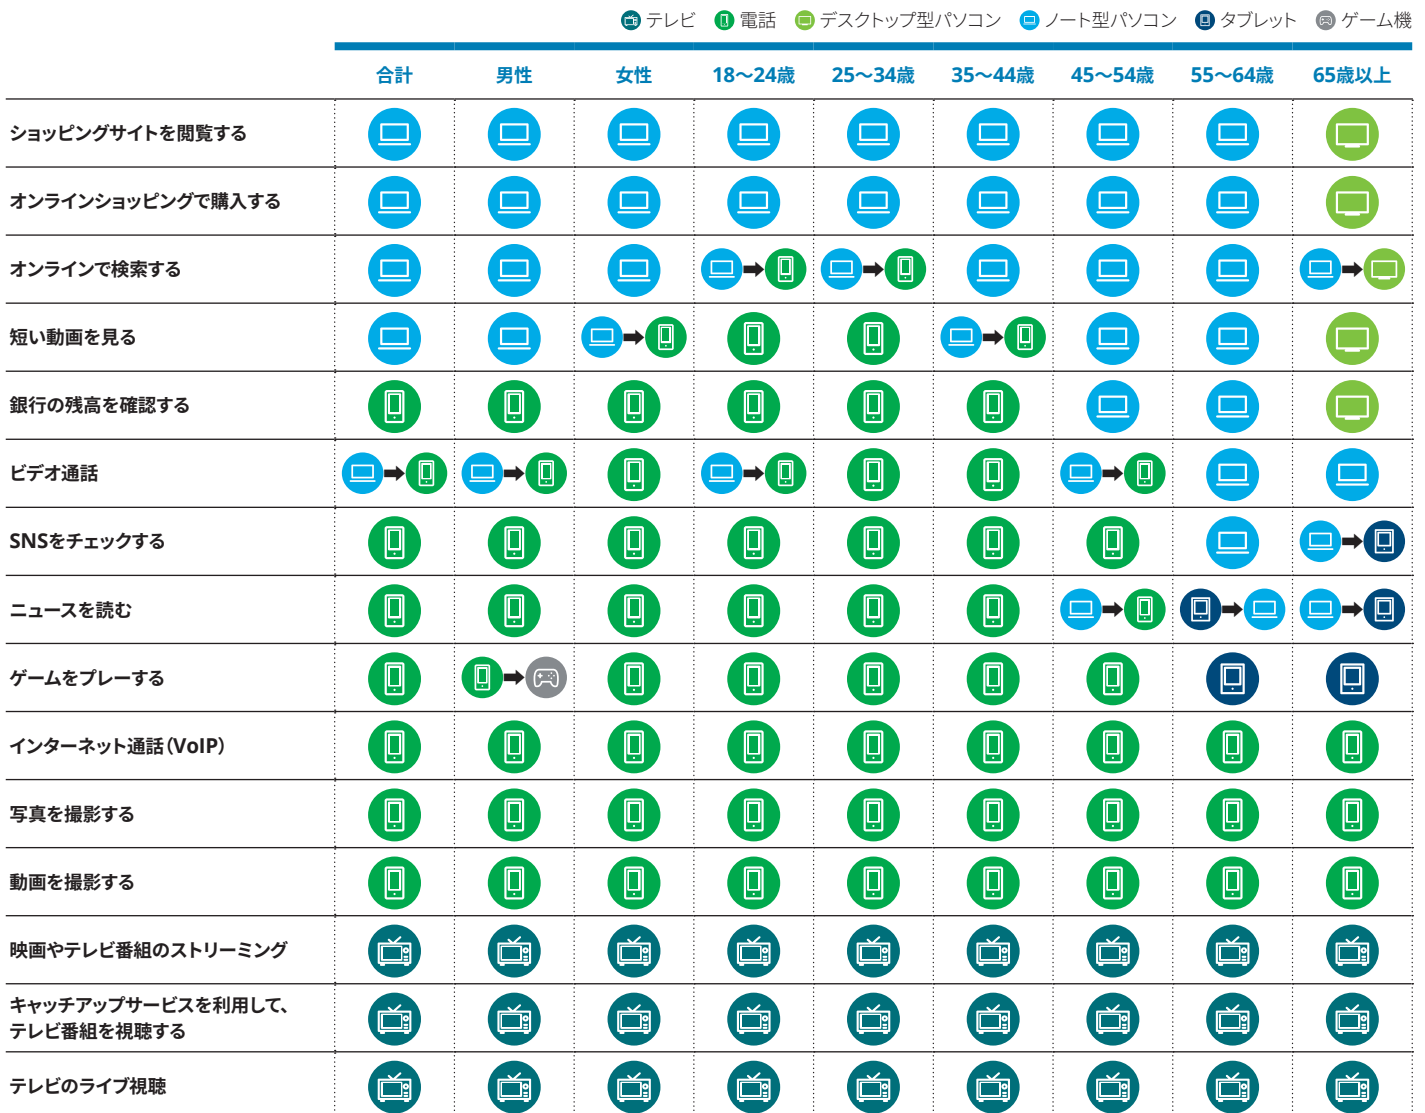 テレビ 電話 デスクトップ型パソコン ノート型パソコン タブレット ゲーム機
合計 男性 女性 18〜24歳 25〜34歳 35〜44歳 45〜54歳 55〜64歳 65歳以上
ショッピングサイトを閲覧する
オンラインショッピングで購入する
オンラインで検索する
短い動画を見る
銀行の残高を確認する
ビデオ通話
SNSをチェックする
ニュースを読む
ゲームをプレーする
インターネット通話（VoIP）
写真を撮影する
動画を撮影する
映画やテレビ番組のストリーミング
キャッチアップサービスを利用して、
テレビ番組を視聴する
テレビのライブ視聴